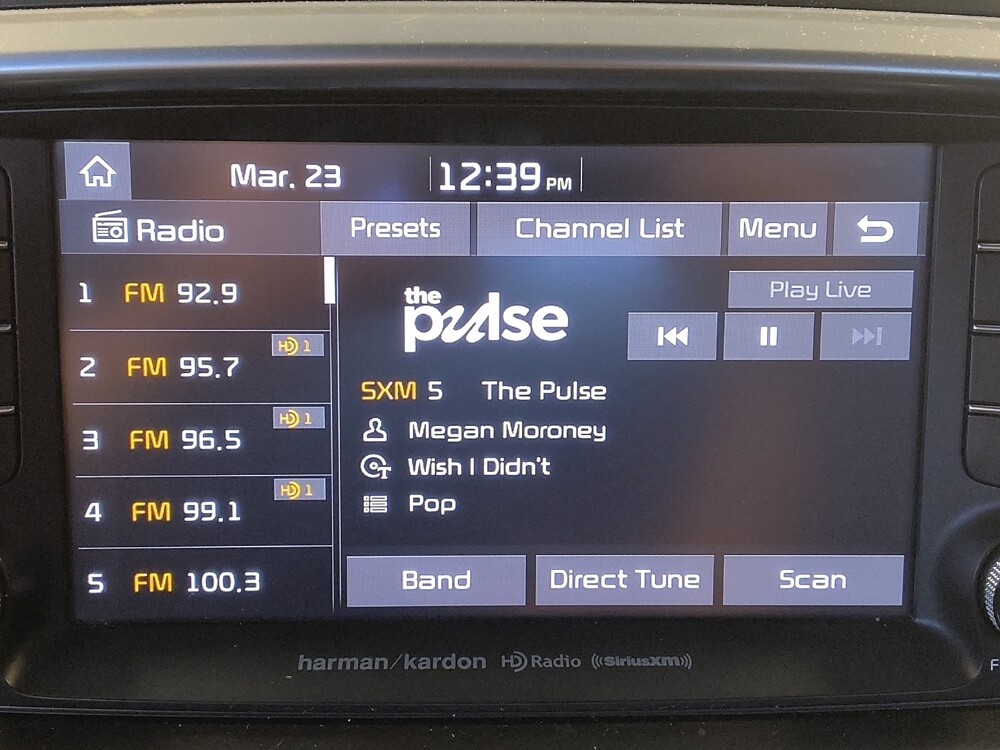 Mar. 23 12:39 PM
Radio Presets Channel List Menu
1 FM 92.9
HD 1
2 FM 95.7
HD 1
3 FM 96.5
HD 1
4 FM 99.1
5 FM 100.3
the pulse
Play Live
SXM 5 The Pulse
Megan Moroney
Wish I Didn't
Pop
Band Direct Tune Scan
harman/kardon HD Radio ((SiriusXM))
F